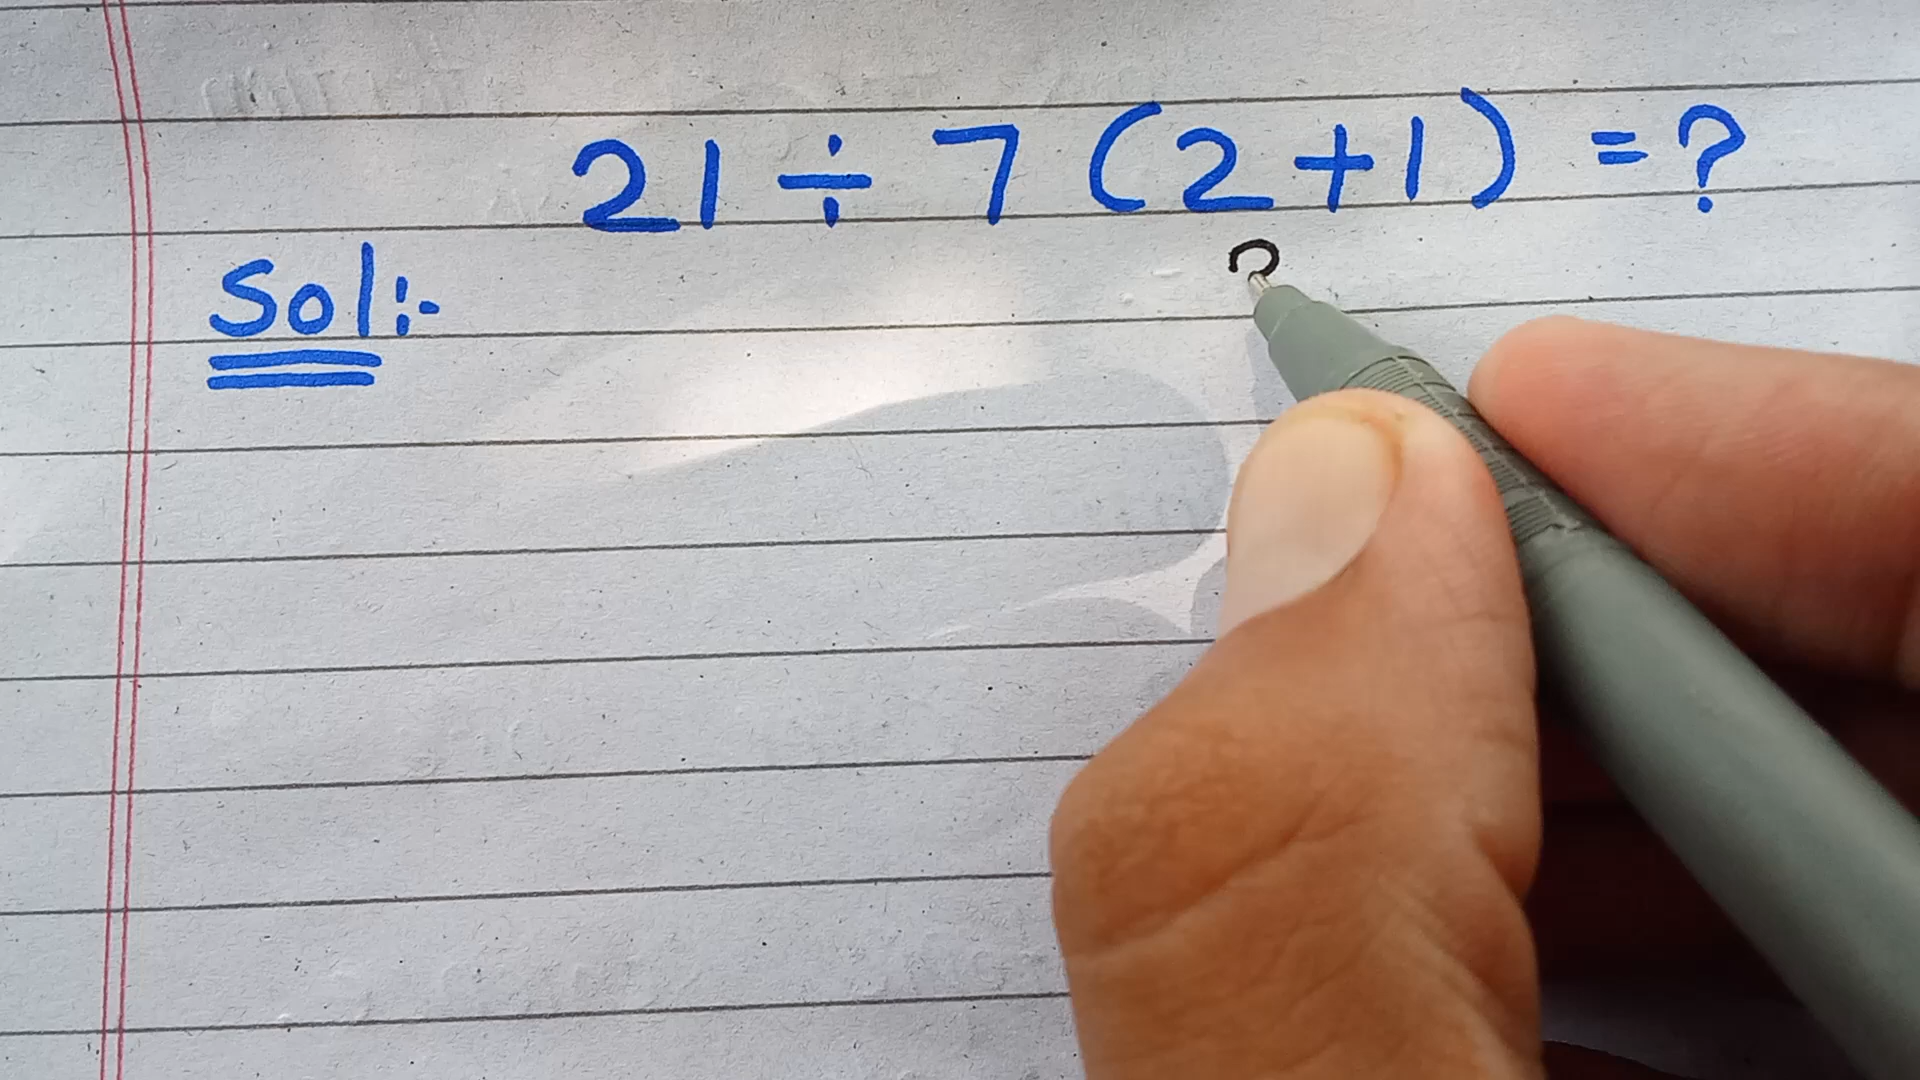 21 ÷ 7 (2+1) = ?
Sol:-